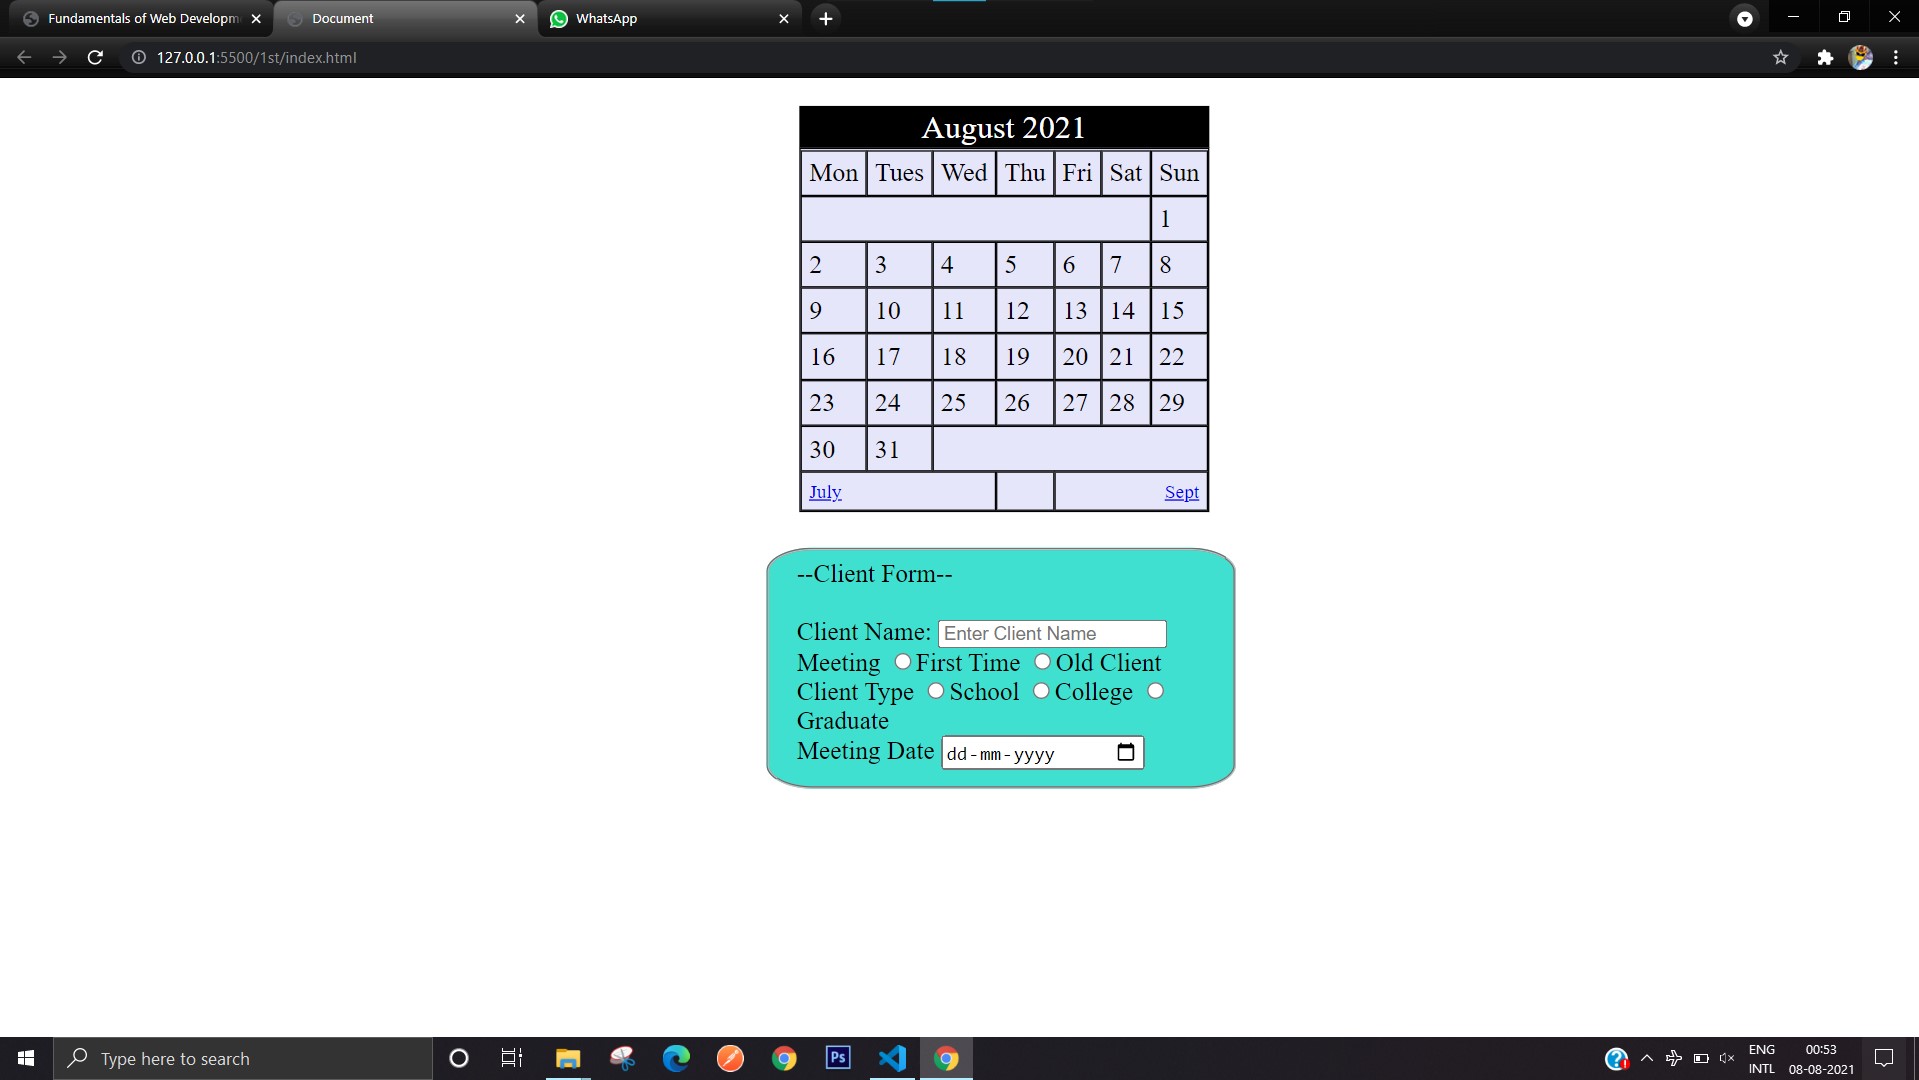 Fundamentals of Web Developm
Document
WhatsApp
127.0.0.1:5500/1st/index.html
August 2021
Mon Tues Wed Thu Fri Sat Sun
1
2 3 4 5 6 7 8
9 10 11 12 13 14 15
16 17 18 19 20 21 22
23 24 25 26 27 28 29
30 31
July Sept
--Client Form--
Client Name: Enter Client Name
Meeting First Time Old Client
Client Type School College
Graduate
Meeting Date dd-mm-yyyy
Type here to search
Ps
ENG
INTL
00:53
08-08-2021